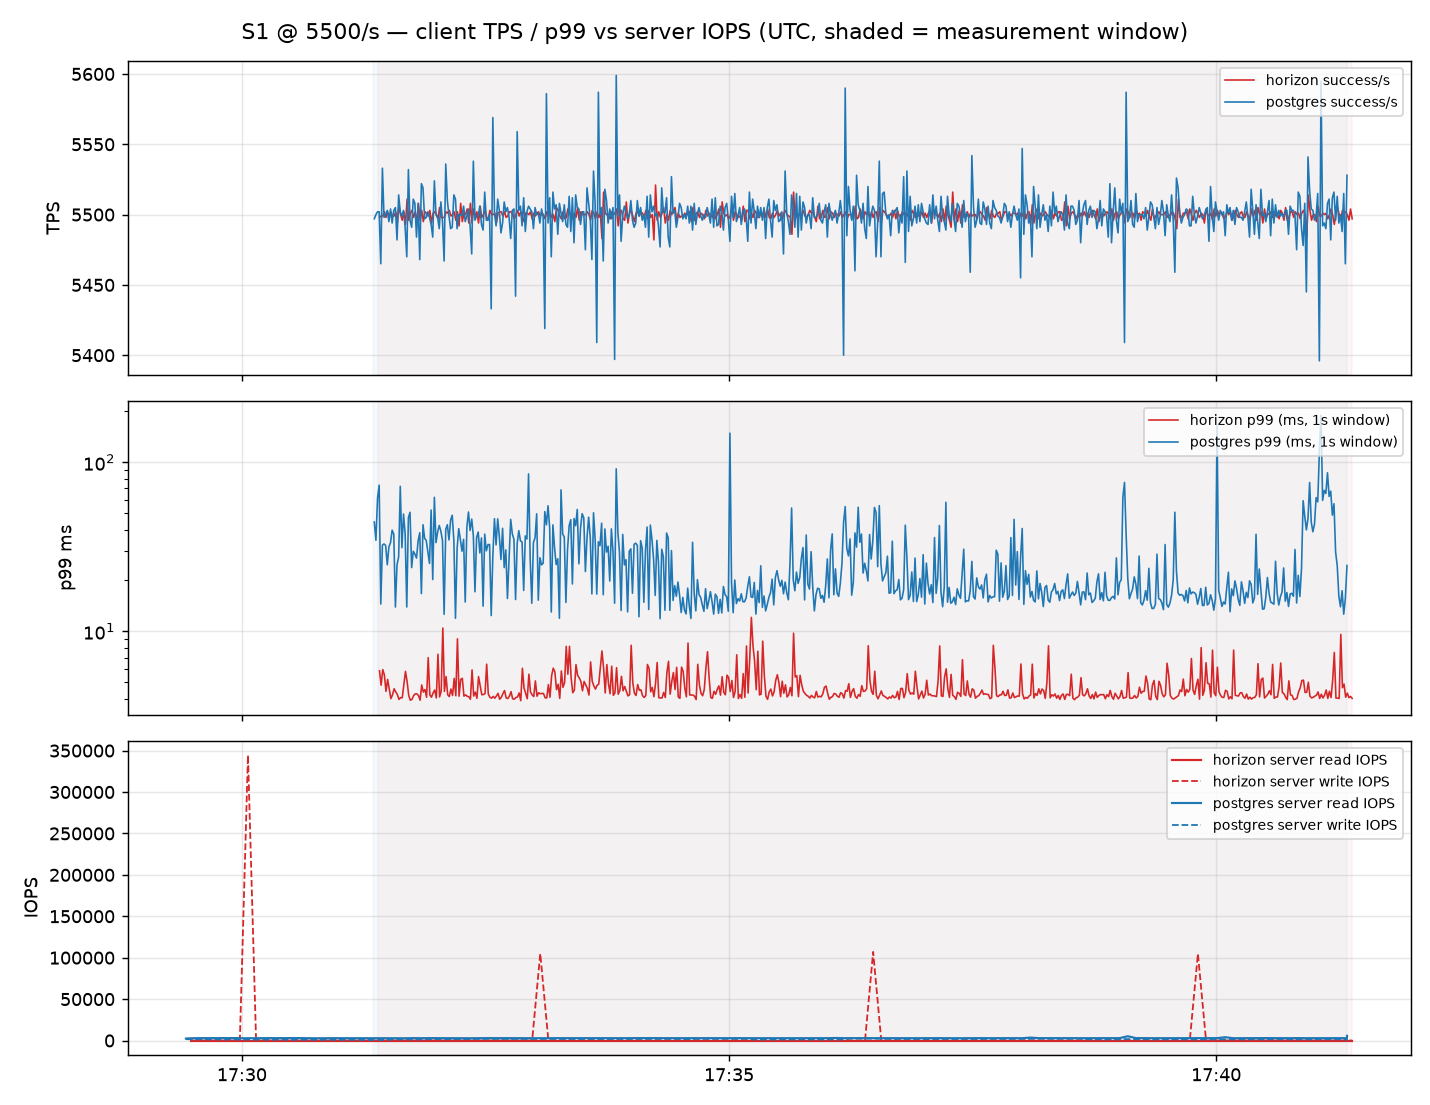 S1 @ 5500/s — client TPS / p99 vs server IOPS (UTC, shaded = measurement window)
TPS
5600
5550
5500
5450
5400
horizon success/s
postgres success/s
p99 ms
10²
10¹
horizon p99 (ms, 1s window)
postgres p99 (ms, 1s window)
IOPS
350000
300000
250000
200000
150000
100000
50000
0
horizon server read IOPS
horizon server write IOPS
postgres server read IOPS
postgres server write IOPS
17:30
17:35
17:40